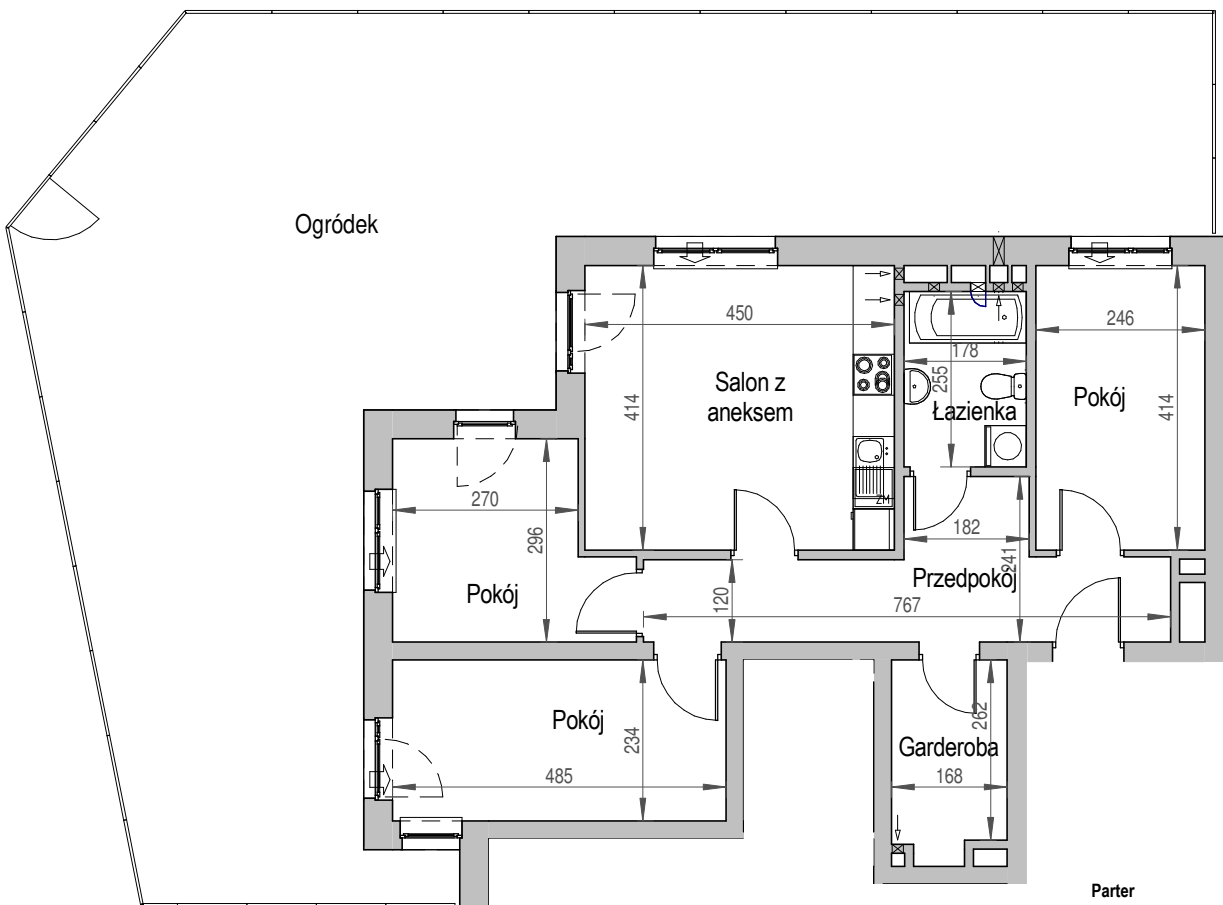 Ogródek
450
414
Salon z
aneksem
178
255
Łazienka
246
Pokój
414
270
296
Pokój
ZM
182
241
Przedpokój
120
767
Pokój
234
485
262
Garderoba
168
Parter